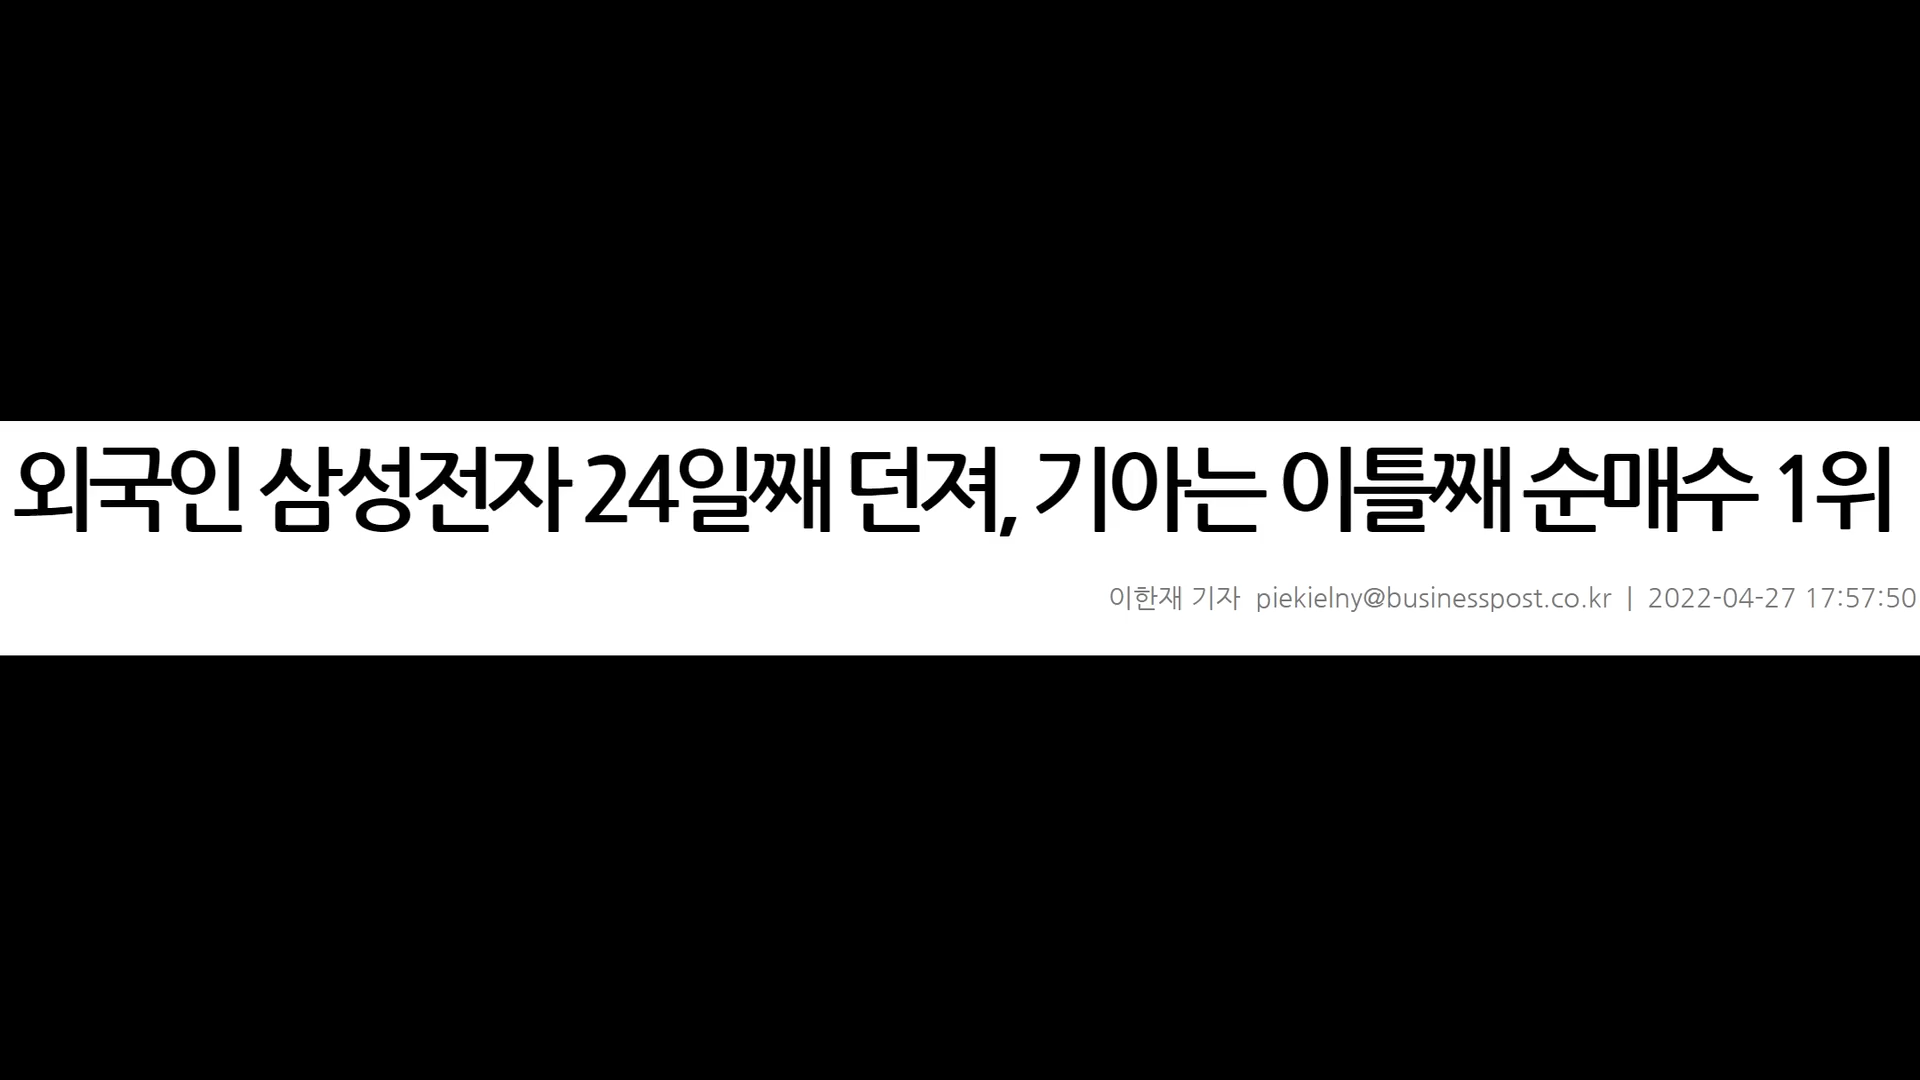 외국인 삼성전자 24일째 던져, 기아는 이틀째 순매수 1위
이한재 기자 piekielny@businesspost.co.kr | 2022-04-27 17:57:50